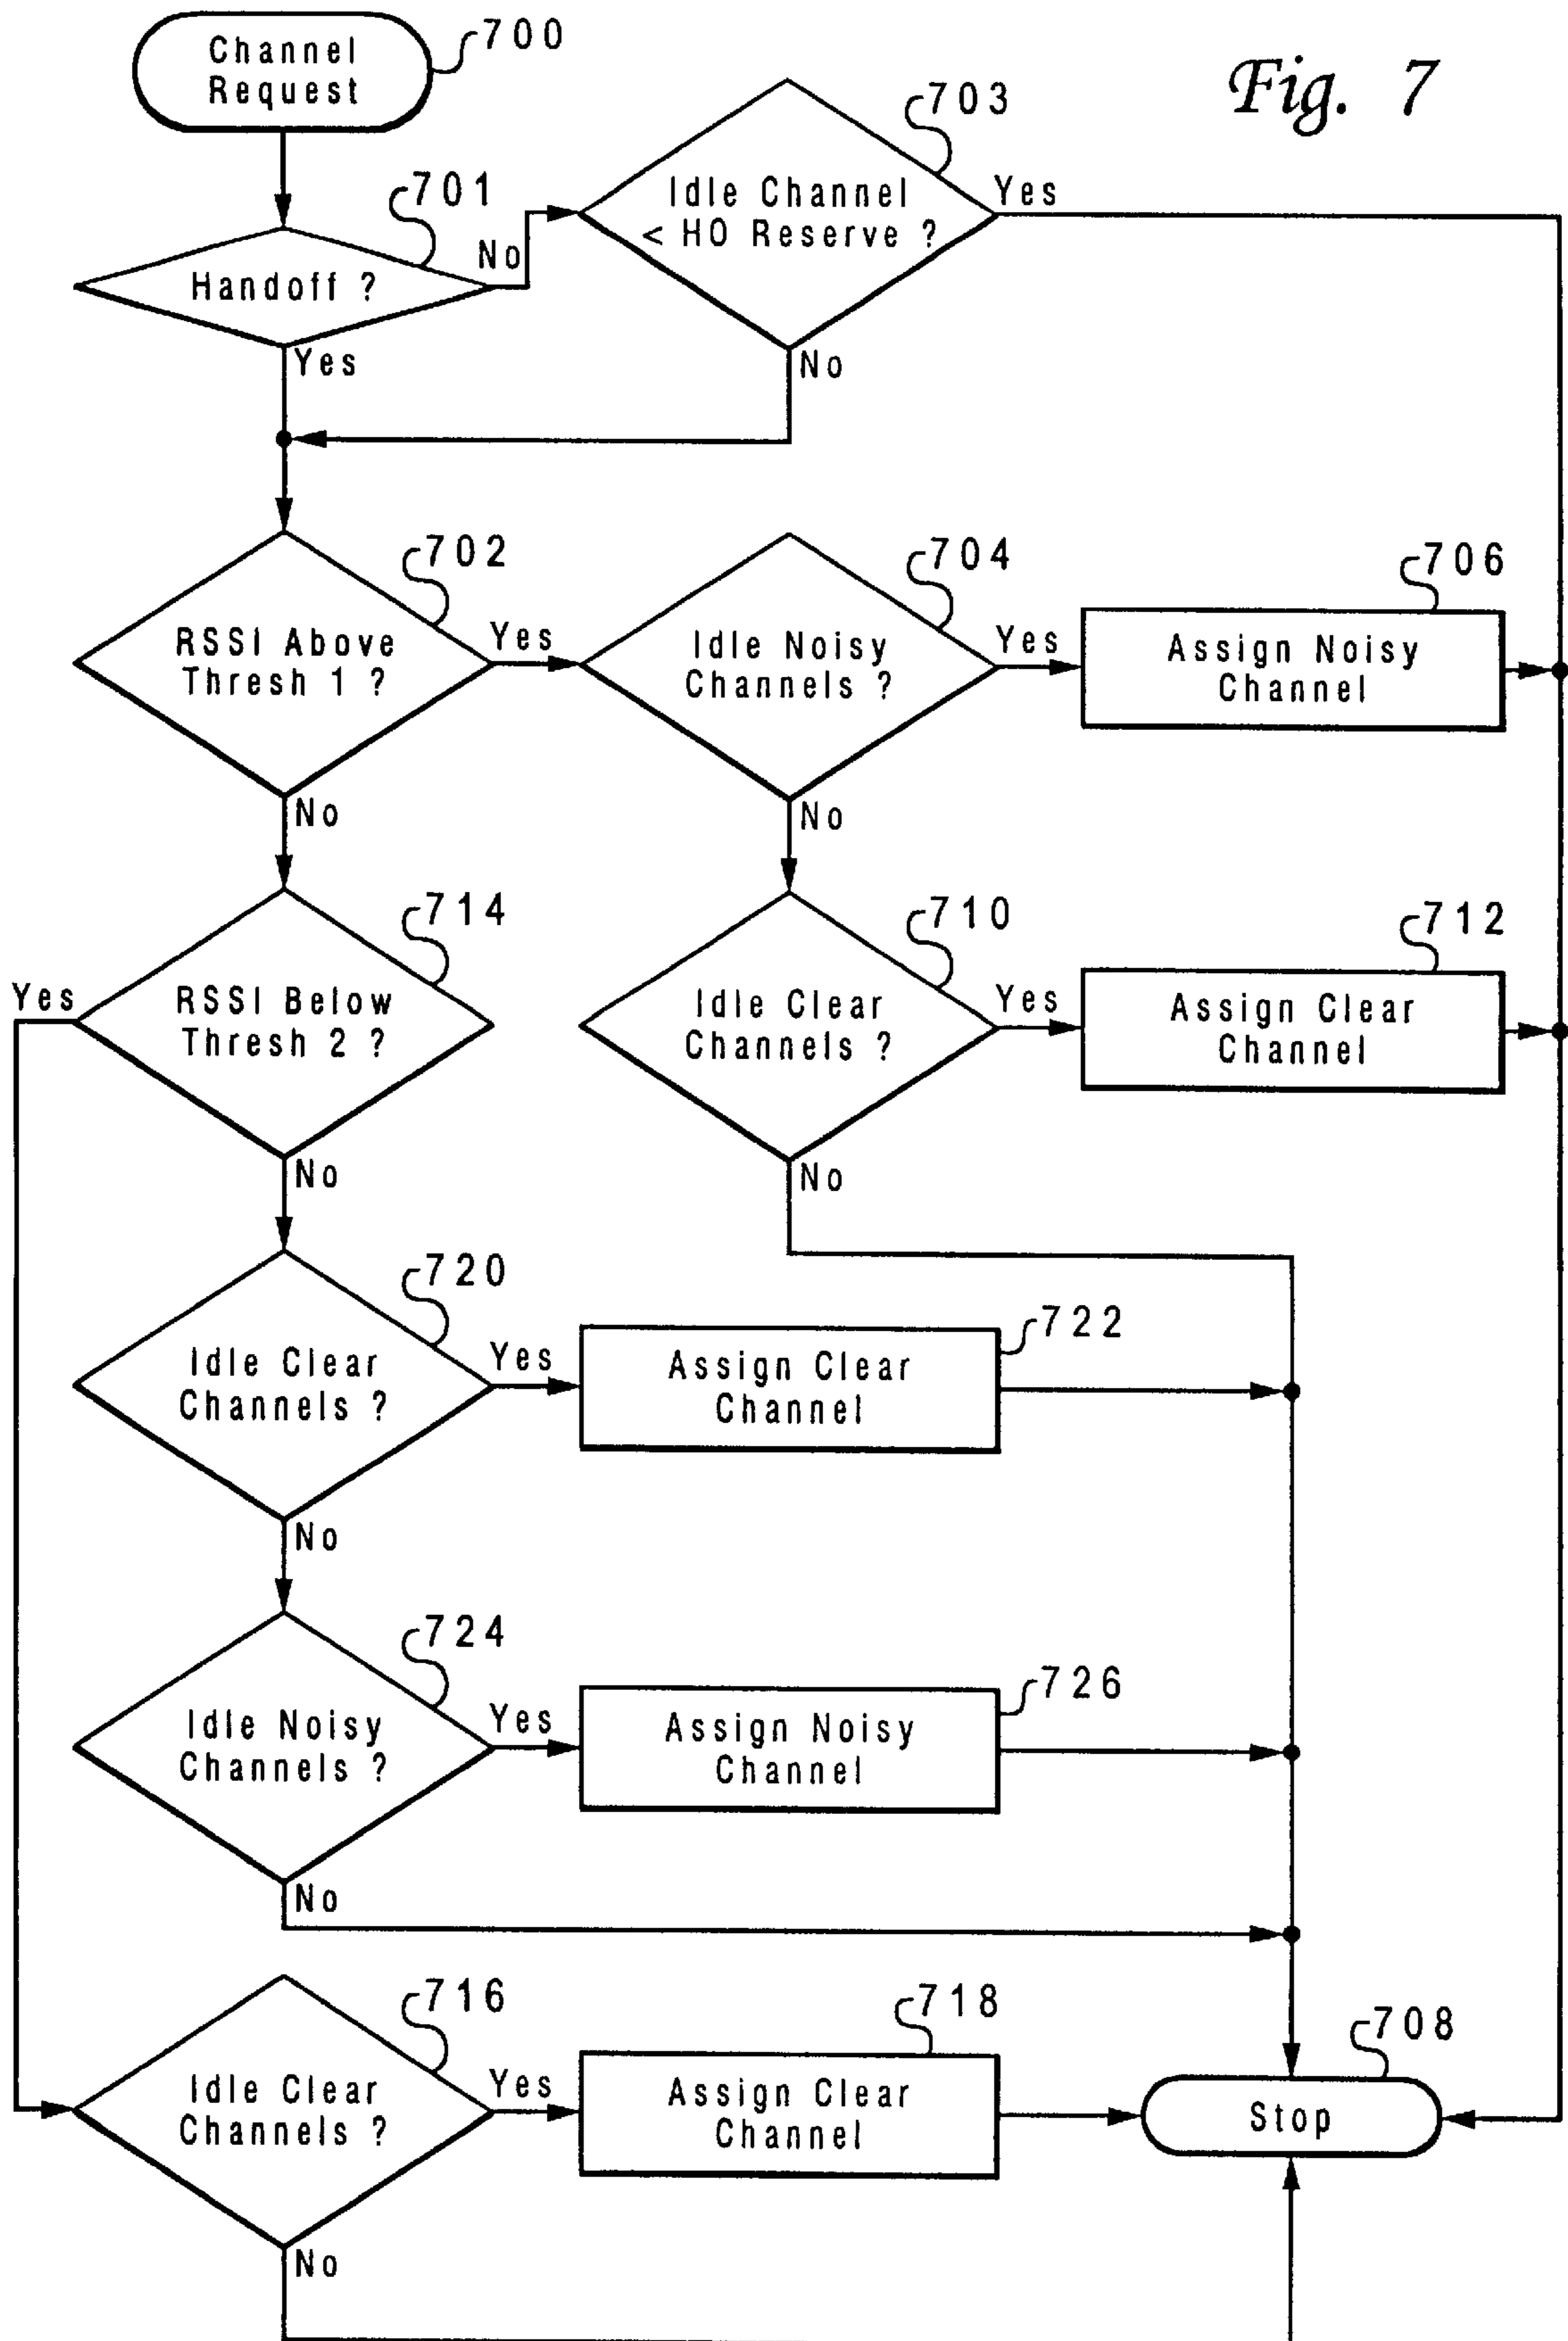 Fig. 7
Channel
Request
700
701
Handoff ?
No
Yes
703
Idle Channel
< HO Reserve ?
Yes
No
702
RSSI Above
Thresh 1 ?
Yes
No
704
Idle Noisy
Channels ?
Yes
No
706
Assign Noisy
Channel
714
RSSI Below
Thresh 2 ?
Yes
No
710
Idle Clear
Channels ?
Yes
No
712
Assign Clear
Channel
720
Idle Clear
Channels ?
Yes
No
722
Assign Clear
Channel
724
Idle Noisy
Channels ?
Yes
No
726
Assign Noisy
Channel
716
Idle Clear
Channels ?
Yes
No
718
Assign Clear
Channel
708
Stop